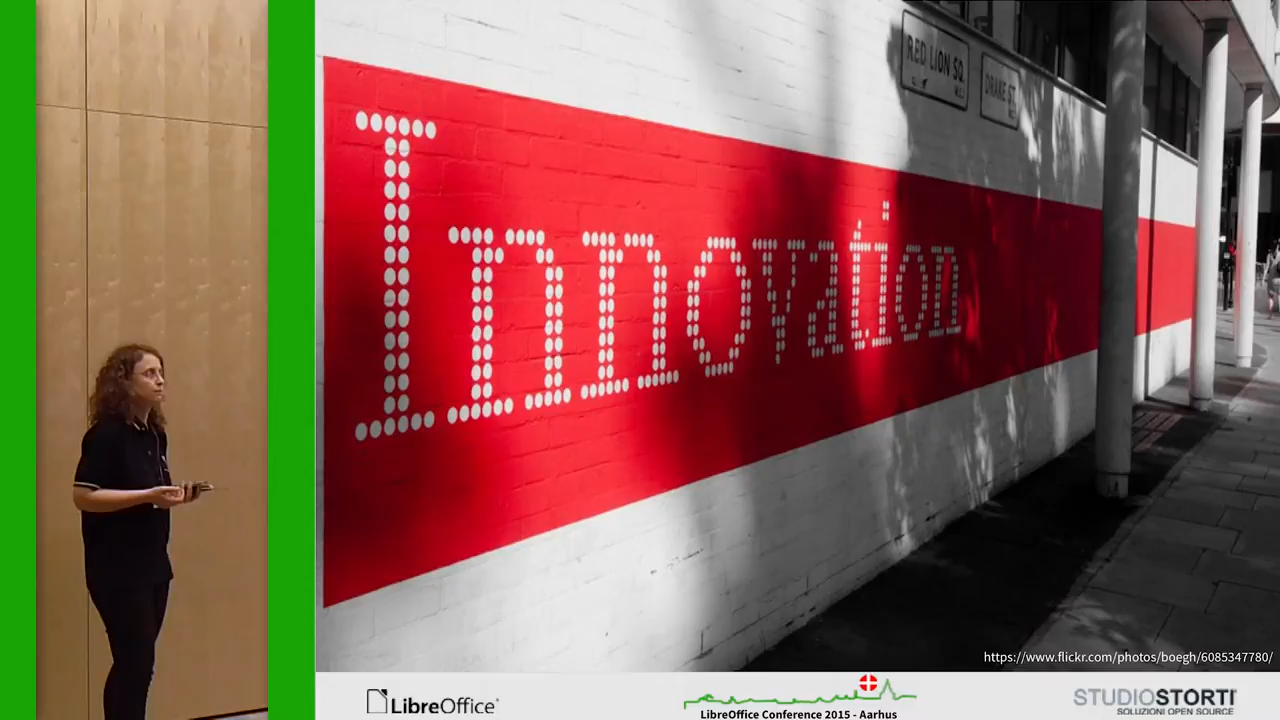 RED LION SQ.
DRAKE ST.
Innovation
https://www.flickr.com/photos/boegh/6085347780/
LibreOffice
LibreOffice Conference 2015 - Aarhus
STUDIOSTORTI
SOLUZIONI OPEN SOURCE